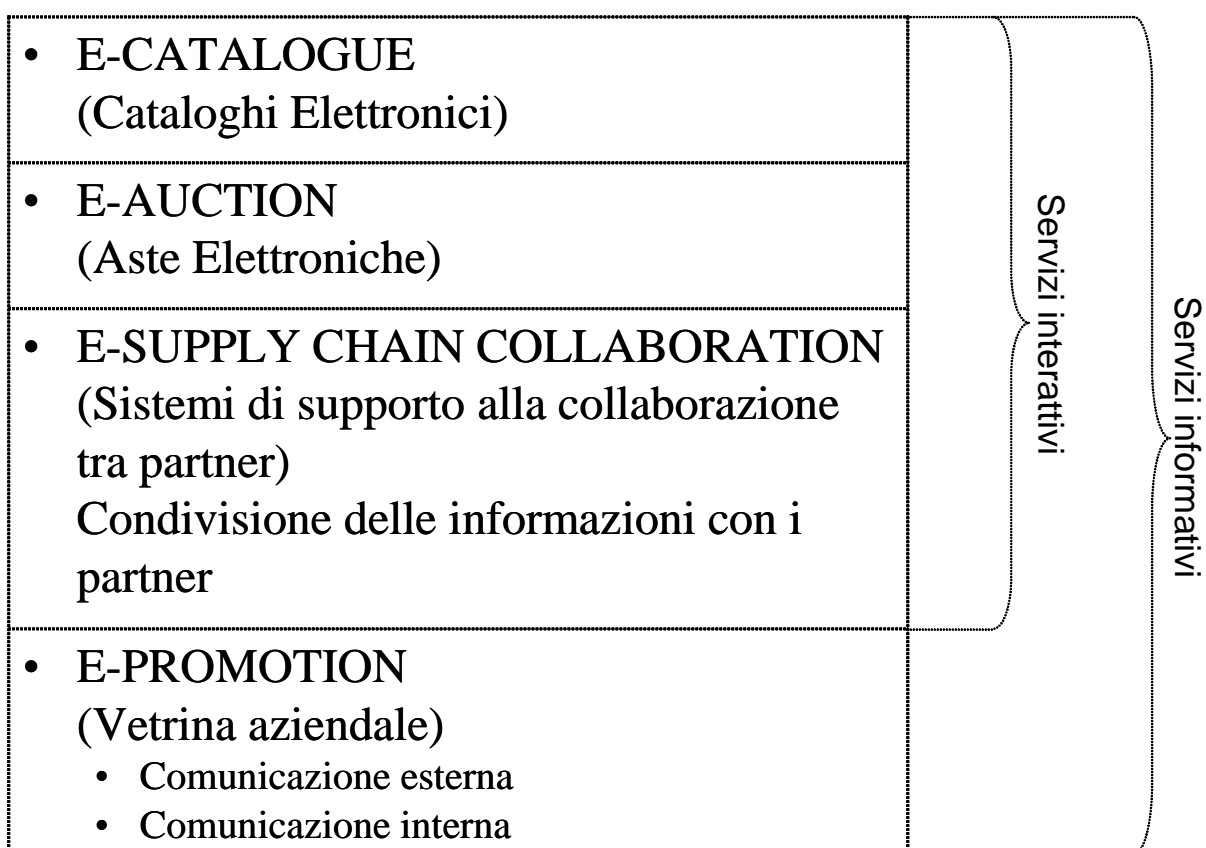 • E-CATALOGUE
(Cataloghi Elettronici)
• E-AUCTION
(Aste Elettroniche)
• E-SUPPLY CHAIN COLLABORATION
(Sistemi di supporto alla collaborazione
tra partner)
Condivisione delle informazioni con i
partner
• E-PROMOTION
(Vetrina aziendale)
• Comunicazione esterna
• Comunicazione interna
Servizi interattivi
Servizi informativi